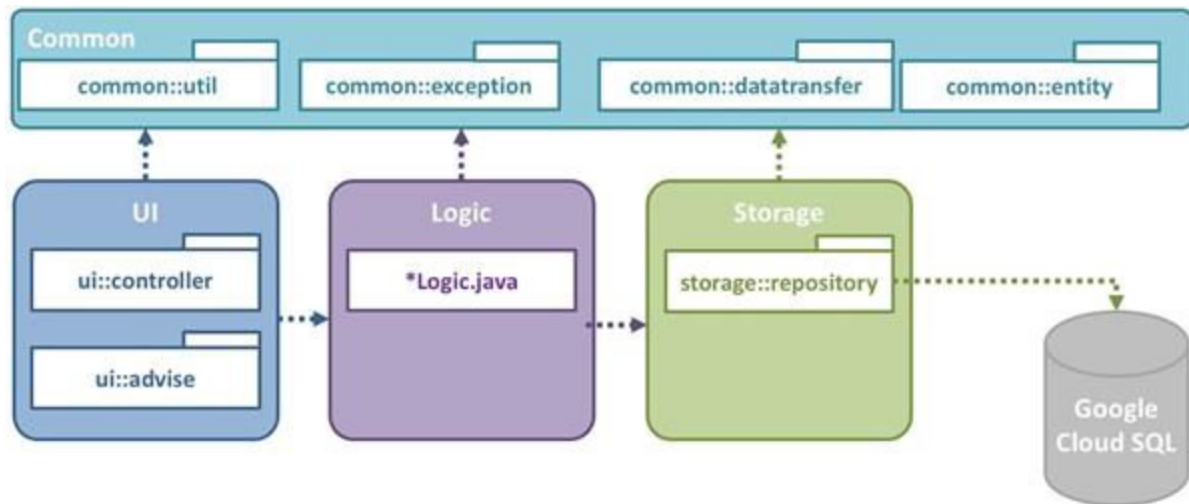 Common
common::util
common::exception
common::datatransfer
common::entity
UI
ui::controller
ui::advise
Logic
*Logic.java
Storage
storage::repository
Google
Cloud SQL